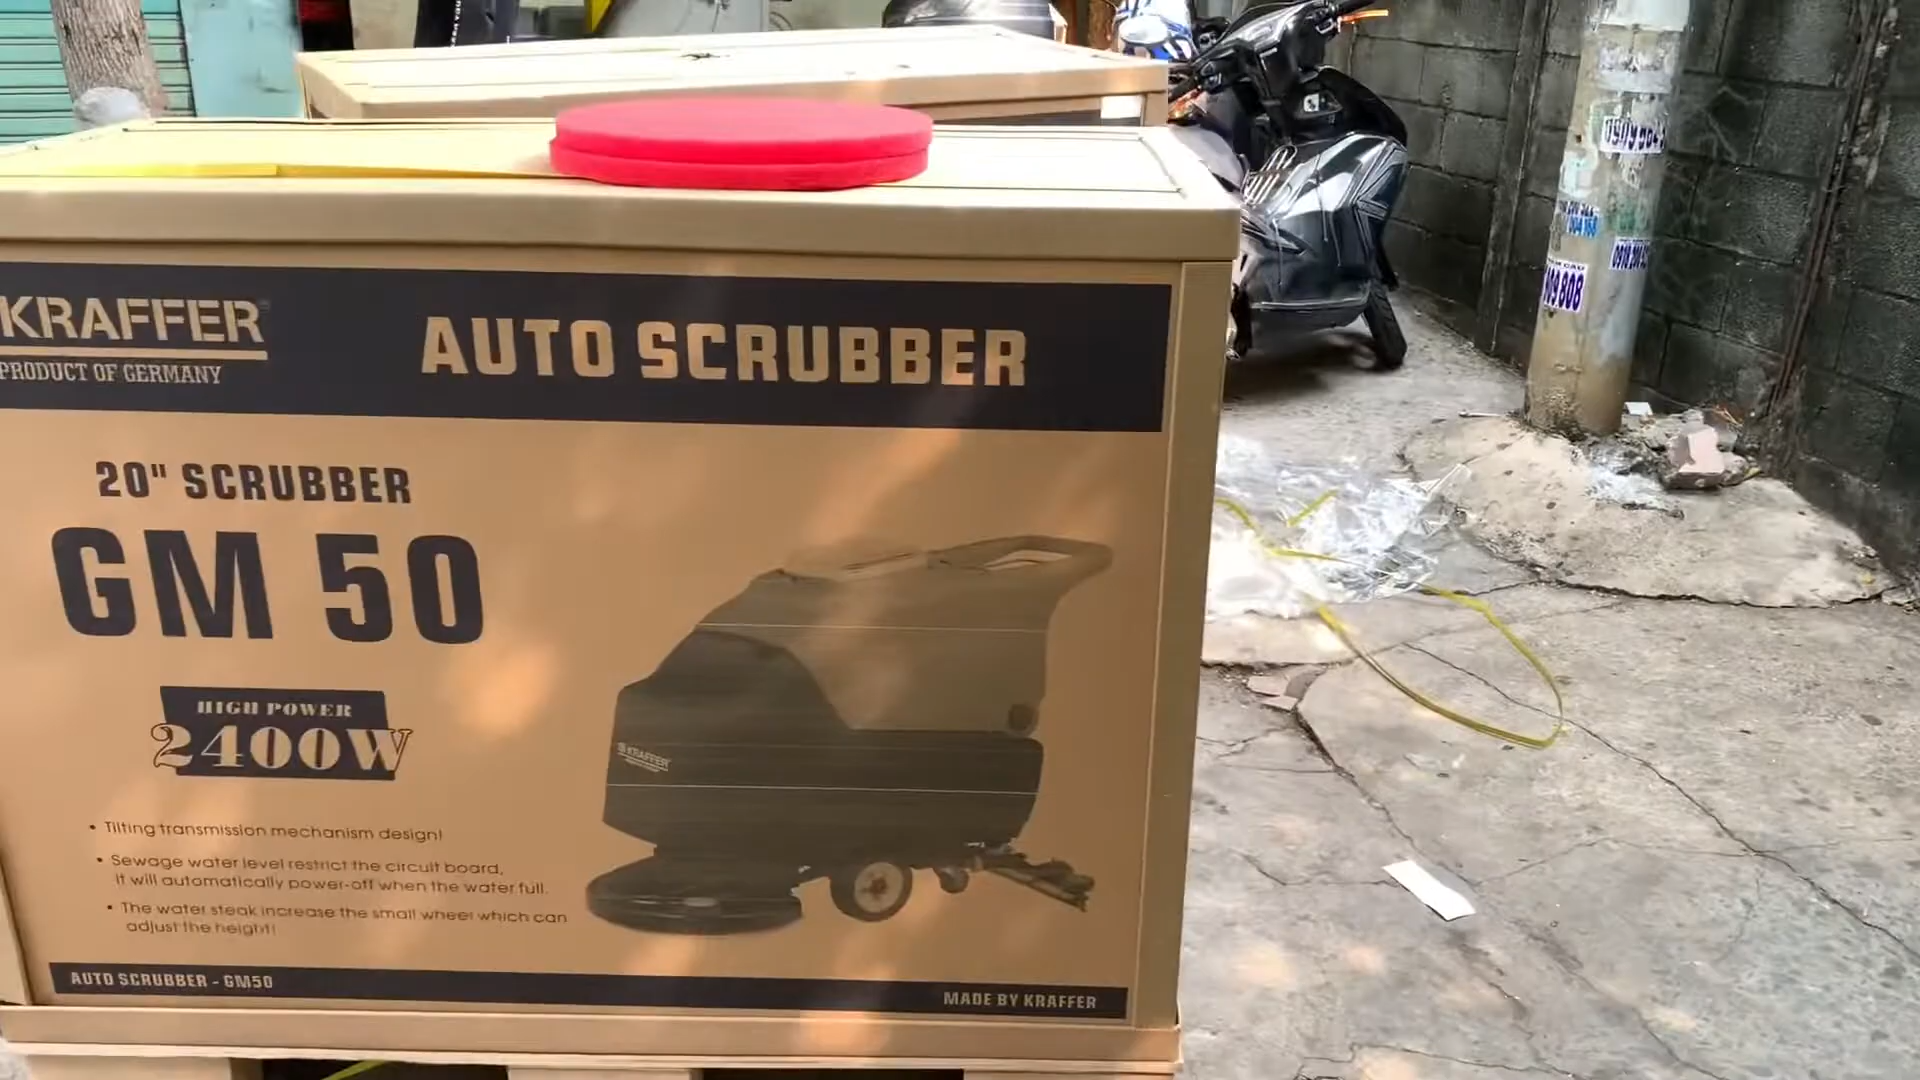 KRAFFER
PRODUCT OF GERMANY
AUTO SCRUBBER
20" SCRUBBER
GM 50
HIGH POWER
2400W
• Tilting transmission mechanism design!
• Sewage water level restrict the circuit board,
it will automatically power-off when the water full.
• The water steak increase the small wheel which can
adjust the height!
KRAFFER
AUTO SCRUBBER - GM50
MADE BY KRAFFER